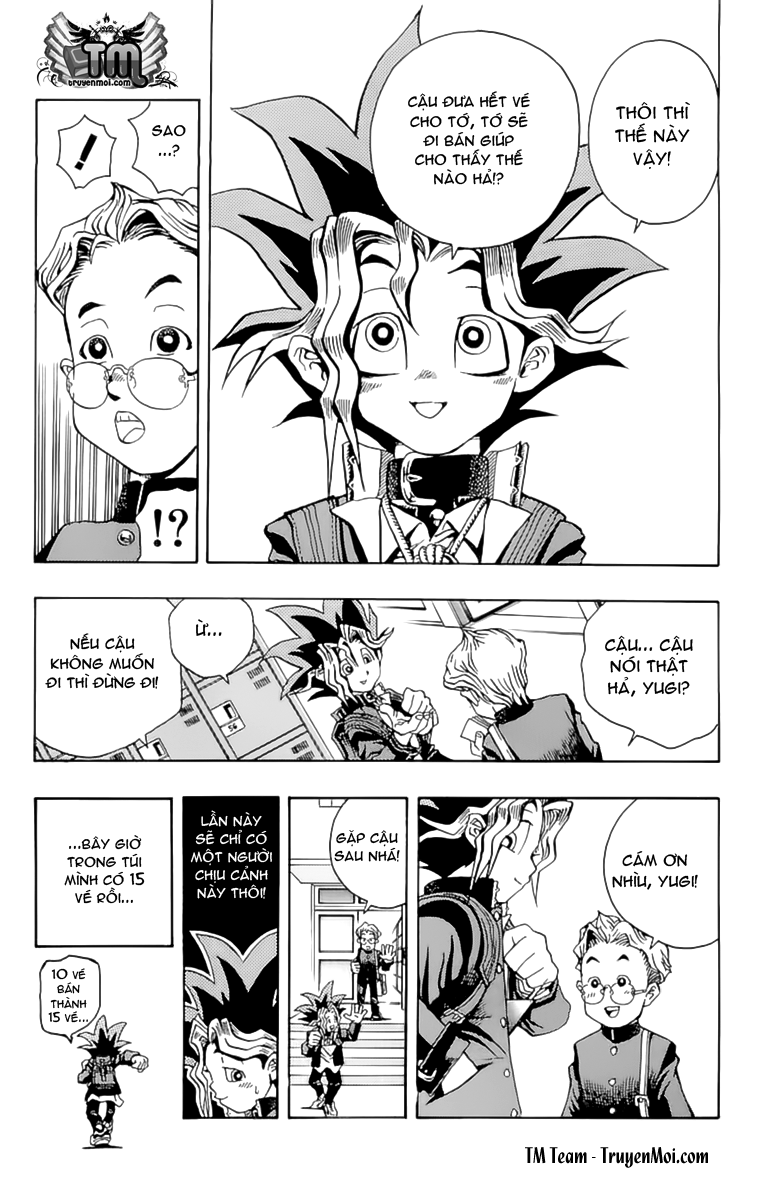 TM
truyenmoi.com
THÔI THÌ
THẾ NÀY
VẬY!
CẬU ĐƯA HẾT VÉ
CHO TỚ, TỚ SẼ
ĐI BÁN GIÚP
CHO THẤY THẾ
NÀO HẢ!?
SAO
...?
!
!?
CẬU... CẬU
NÓI THẬT
HẢ, YUGI?
Ừ...
NẾU CẬU
KHÔNG MUỐN
ĐI THÌ ĐỪNG ĐI!
56
CÁM ƠN
NHÌU, YUGI!
GẶP CẬU
SAU NHÁ!
LẦN NÀY
SẼ CHỈ CÓ
MỘT NGƯỜI
CHỊU CẢNH
NÀY THÔI!
...BÂY GIỜ
TRONG TÚI
MÌNH CÓ 15
VÉ RỒI...
10 VÉ
BÁN
THÀNH
15 VÉ...
TM Team - TruyenMoi.com